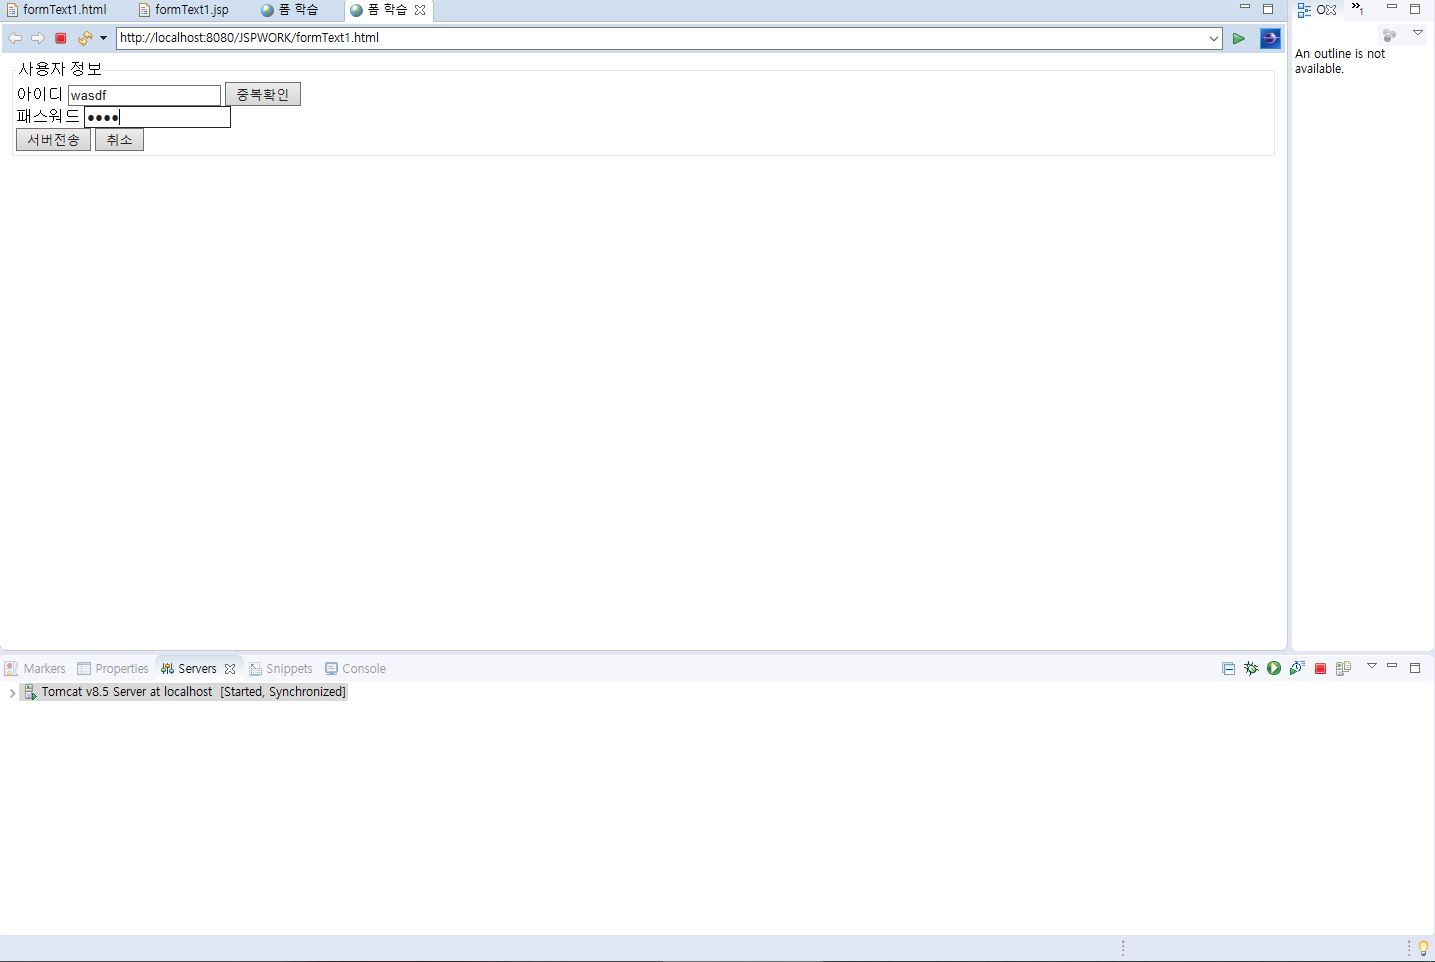 formText1.html formText1.jsp 폼 학습 폼 학습
http://localhost:8080/JSPWORK/formText1.html
사용자 정보
아이디 wasdf 중복확인
패스워드 ●●●●
서버전송 취소
O
1
An outline is not
available.
Markers Properties Servers Snippets Console
Tomcat v8.5 Server at localhost [Started, Synchronized]